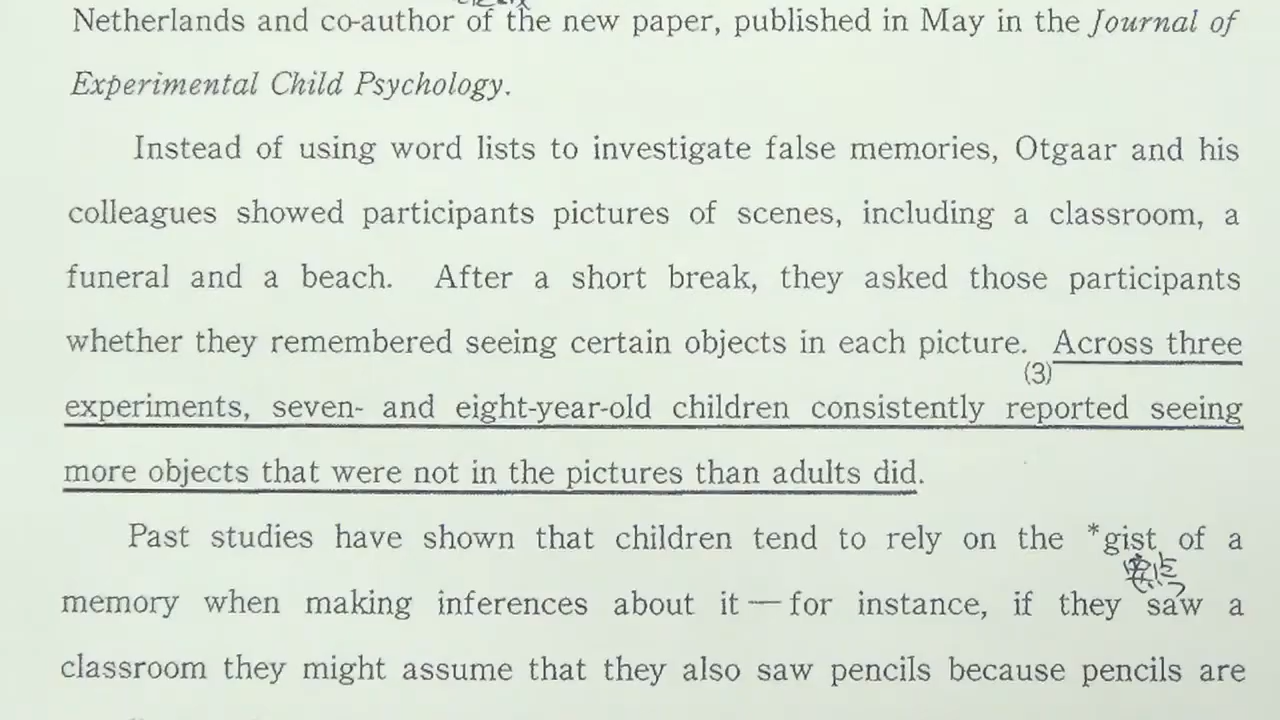 Netherlands and co-author of the new paper, published in May in the Journal of
Experimental Child Psychology.
Instead of using word lists to investigate false memories, Otgaar and his
colleagues showed participants pictures of scenes, including a classroom, a
funeral and a beach. After a short break, they asked those participants
whether they remembered seeing certain objects in each picture. Across three
(3)
experiments, seven- and eight-year-old children consistently reported seeing
more objects that were not in the pictures than adults did.
Past studies have shown that children tend to rely on the *gist of a
要点
memory when making inferences about it — for instance, if they saw a
classroom they might assume that they also saw pencils because pencils are